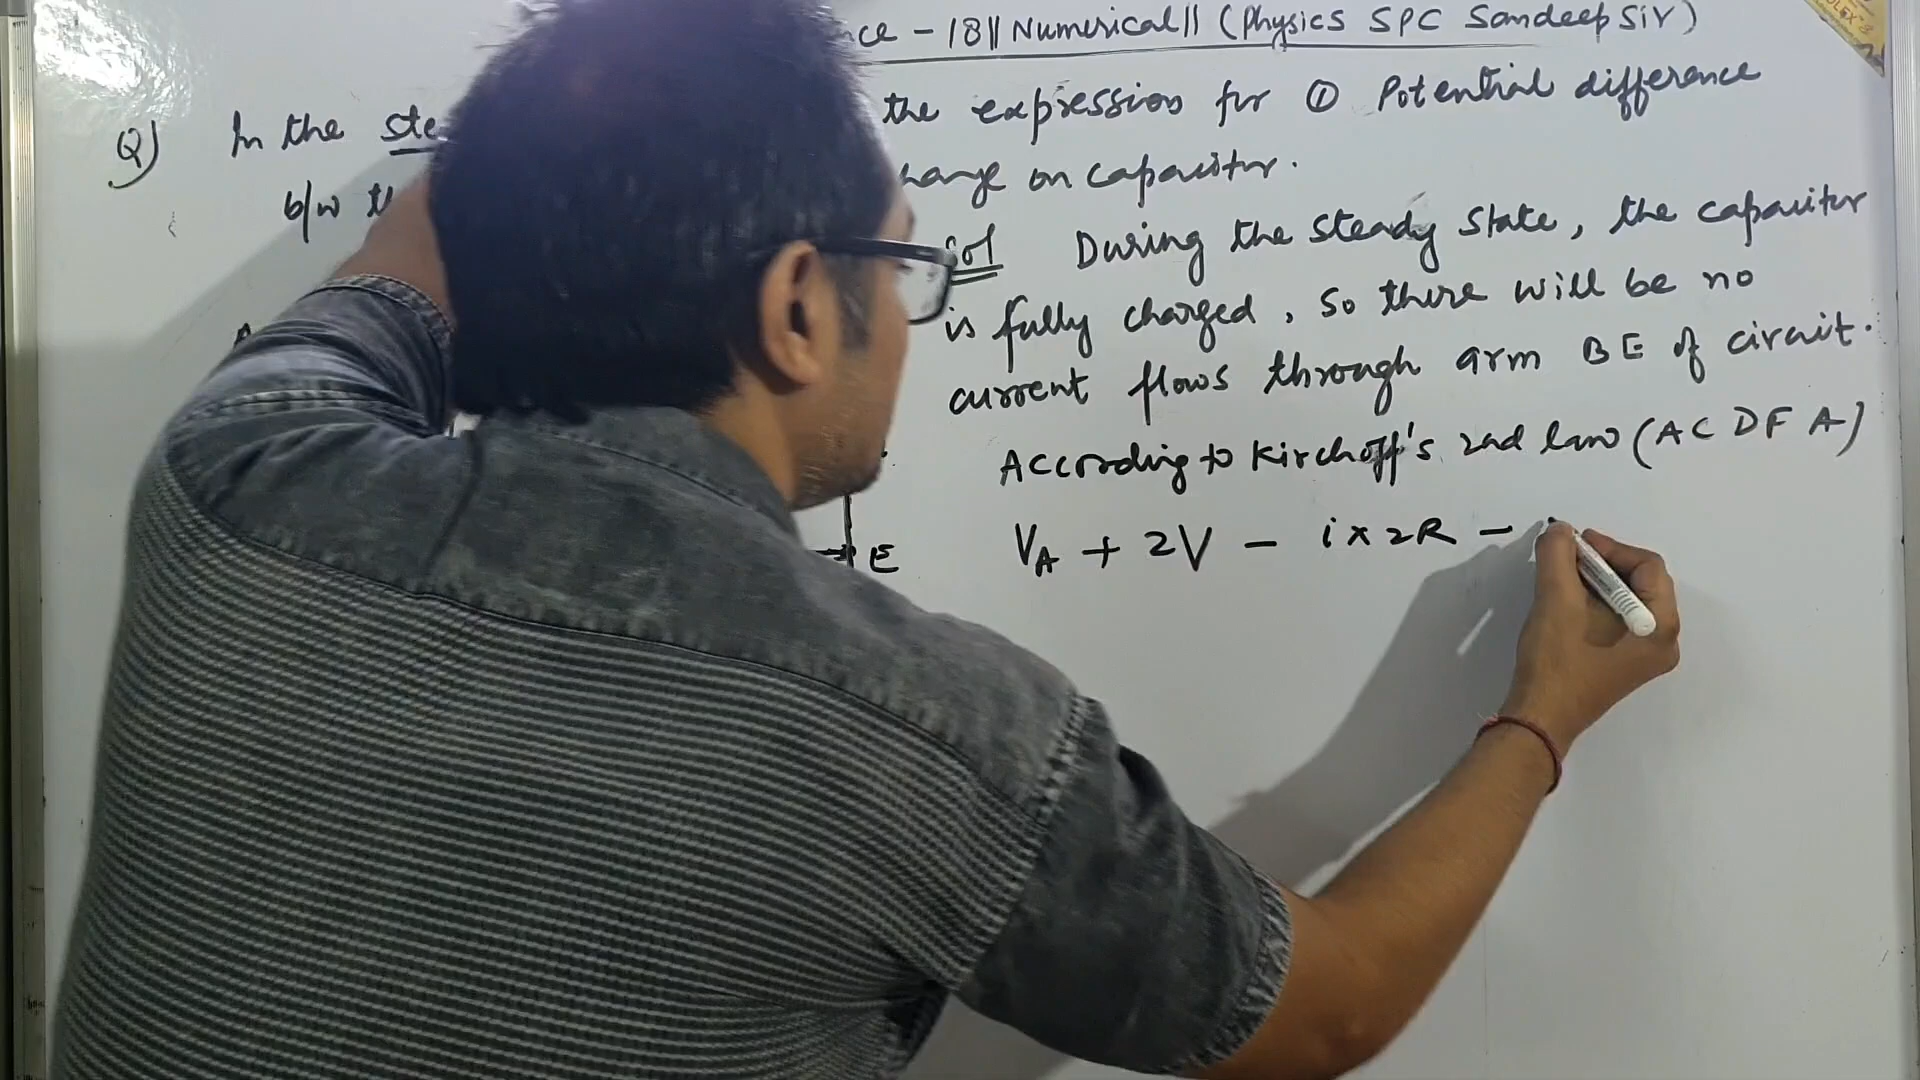 ce - 18 || Numerical || (Physics SPC Sandeep Sir)
Q) In the ste the expression for ① Potential difference
b/w harge on capacitor.
Sol During the steady state, the capacitor
is fully charged, so there will be no
current flows through arm BE of circuit.
According to Kirchoff's 2nd law (A C D F A)
V_A + 2V - i x 2R -
E